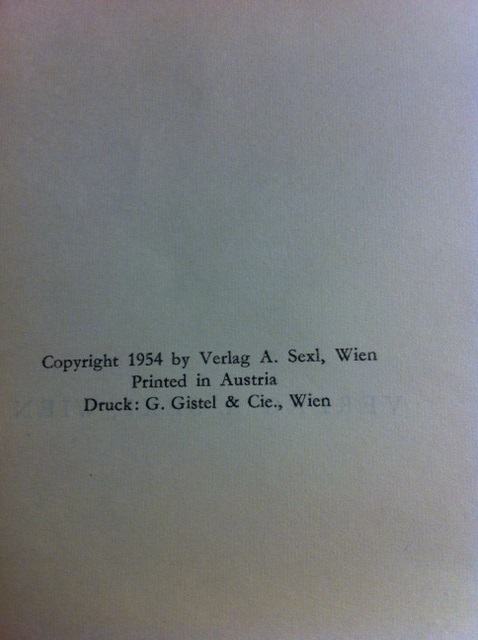 Copyright 1954 by Verlag A. Sexl, Wien
Printed in Austria
Druck: G. Gistel & Cie., Wien